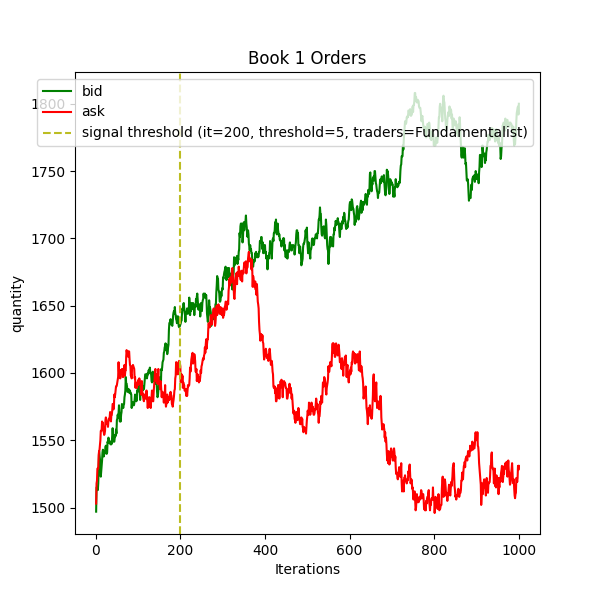 Book 1 Orders
bid
ask
signal threshold (it=200, threshold=5, traders=Fundamentalist)
1800
1750
1700
1650
1600
1550
1500
quantity
0 200 400 600 800 1000
Iterations